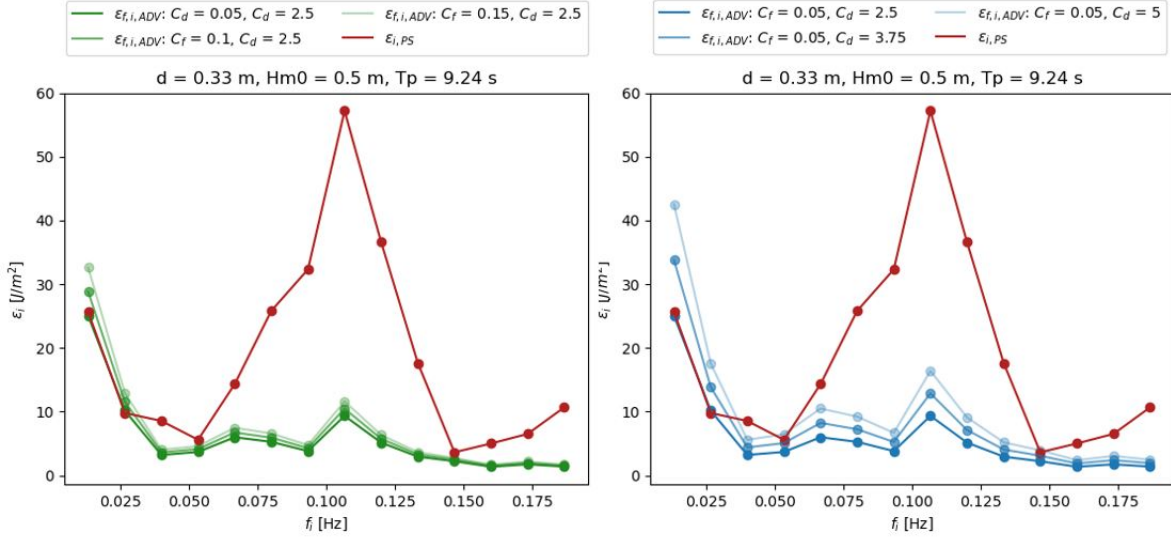 ε_{f,i,ADV}: C_f = 0.05, C_d = 2.5
ε_{f,i,ADV}: C_f = 0.1, C_d = 2.5
ε_{f,i,ADV}: C_f = 0.15, C_d = 2.5
ε_{i,PS}
d = 0.33 m, Hm0 = 0.5 m, Tp = 9.24 s
60
50
40
30
20
10
0
ε_i [J/m²]
0.025 0.050 0.075 0.100 0.125 0.150 0.175
f_i [Hz]
ε_{f,i,ADV}: C_f = 0.05, C_d = 2.5
ε_{f,i,ADV}: C_f = 0.05, C_d = 3.75
ε_{f,i,ADV}: C_f = 0.05, C_d = 5
ε_{i,PS}
d = 0.33 m, Hm0 = 0.5 m, Tp = 9.24 s
60
50
40
30
20
10
0
ε_i [J/m²]
0.025 0.050 0.075 0.100 0.125 0.150 0.175
f_i [Hz]